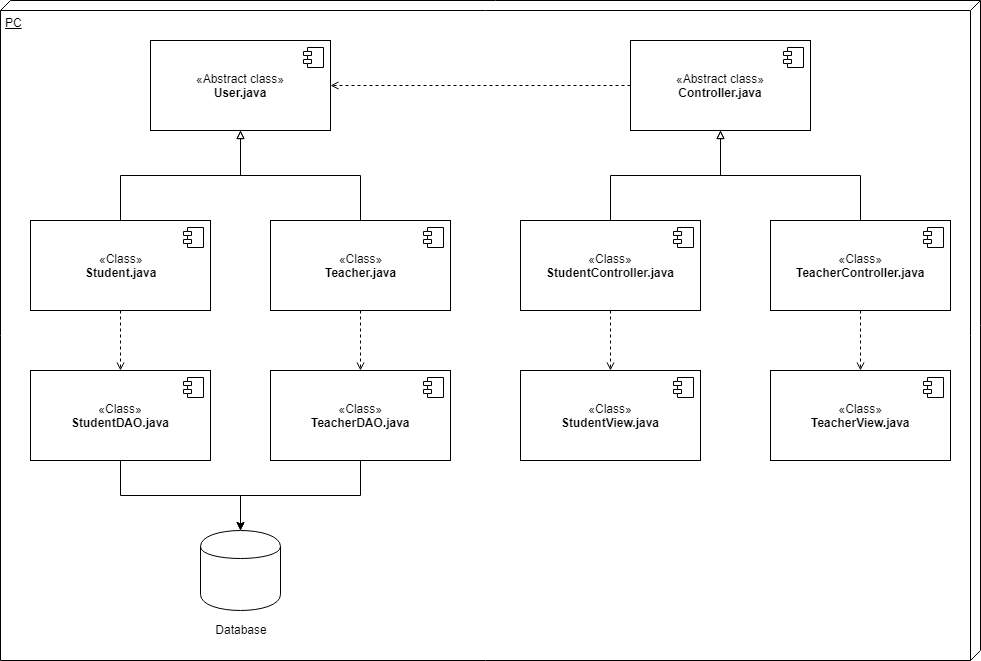 PC
«Abstract class»
User.java
«Abstract class»
Controller.java
«Class»
Student.java
«Class»
Teacher.java
«Class»
StudentController.java
«Class»
TeacherController.java
«Class»
StudentDAO.java
«Class»
TeacherDAO.java
«Class»
StudentView.java
«Class»
TeacherView.java
Database